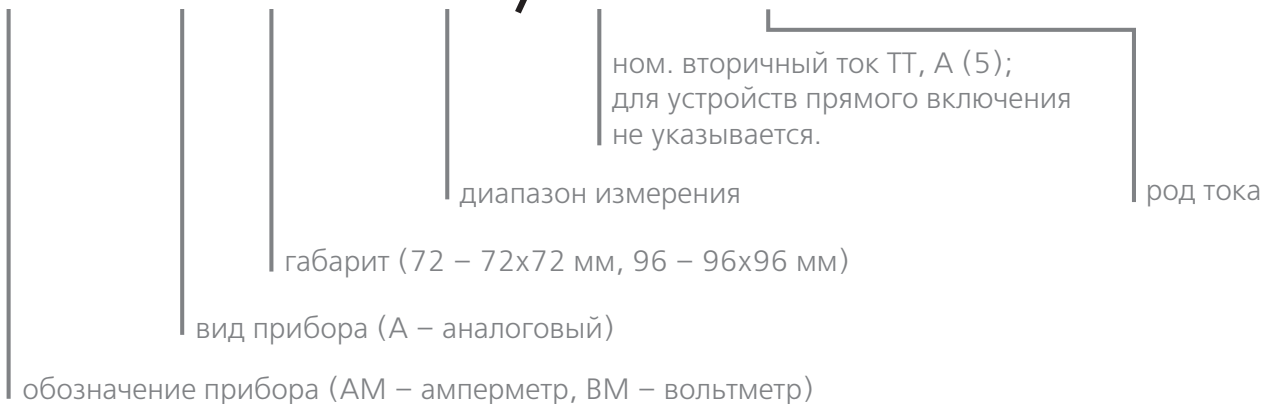 ном. вторичный ток ТТ, А (5);
для устройств прямого включения
не указывается.
диапазон измерения
род тока
габарит (72 – 72х72 мм, 96 – 96х96 мм)
вид прибора (А – аналоговый)
обозначение прибора (АМ – амперметр, ВМ – вольтметр)